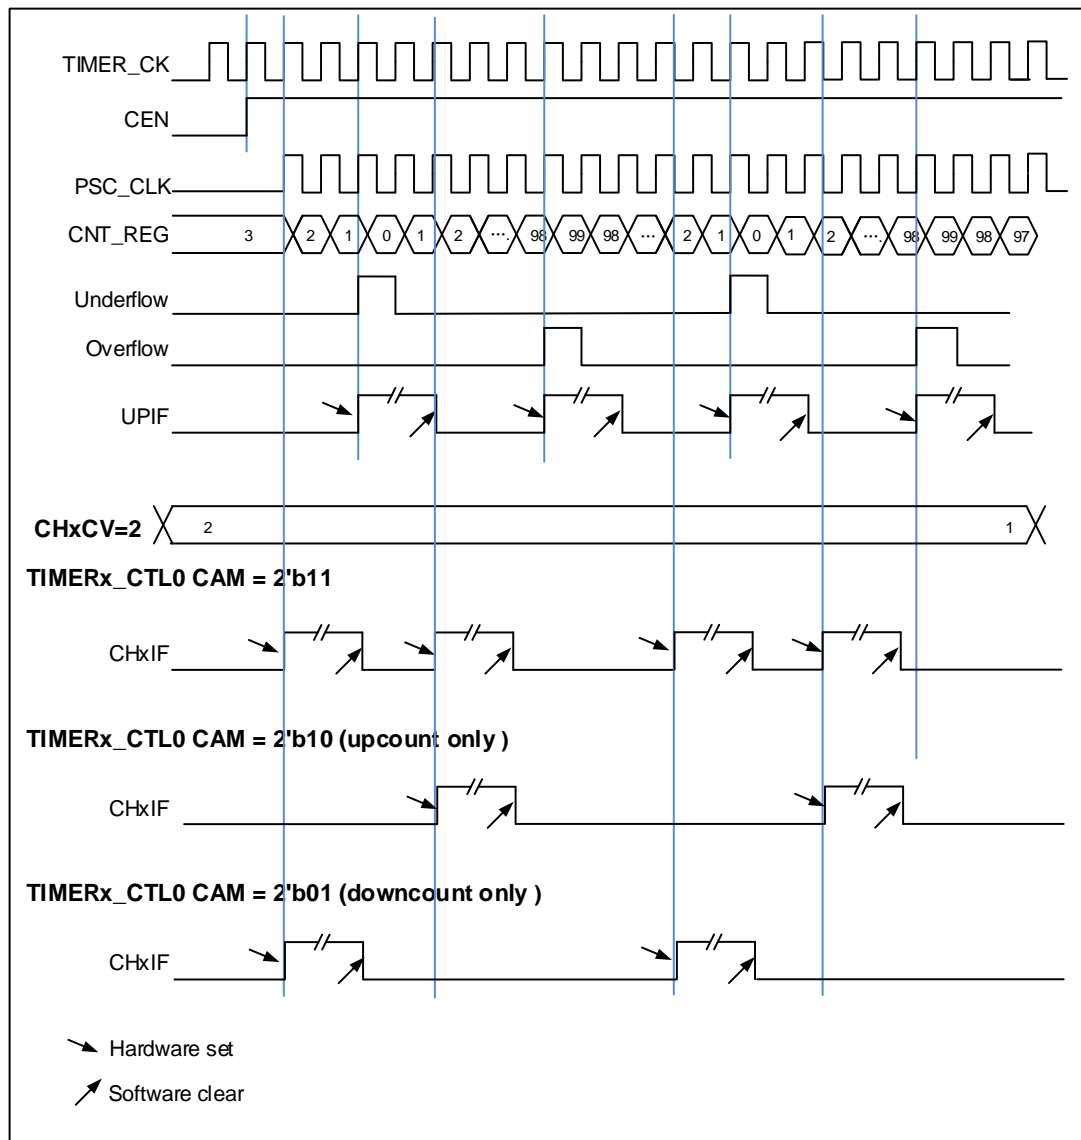 TIMER_CK
CEN
PSC_CLK
CNT_REG 3 2 1 0 1 2 .... 98 99 98 ... 2 1 0 1 2 .... 98 99 98 97
Underflow
Overflow
UPIF
CHxCV=2 2 1
TIMERx_CTL0 CAM = 2'b11
CHxIF
TIMERx_CTL0 CAM = 2'b10 (upcount only )
CHxIF
TIMERx_CTL0 CAM = 2'b01 (downcount only )
CHxIF
Hardware set
Software clear